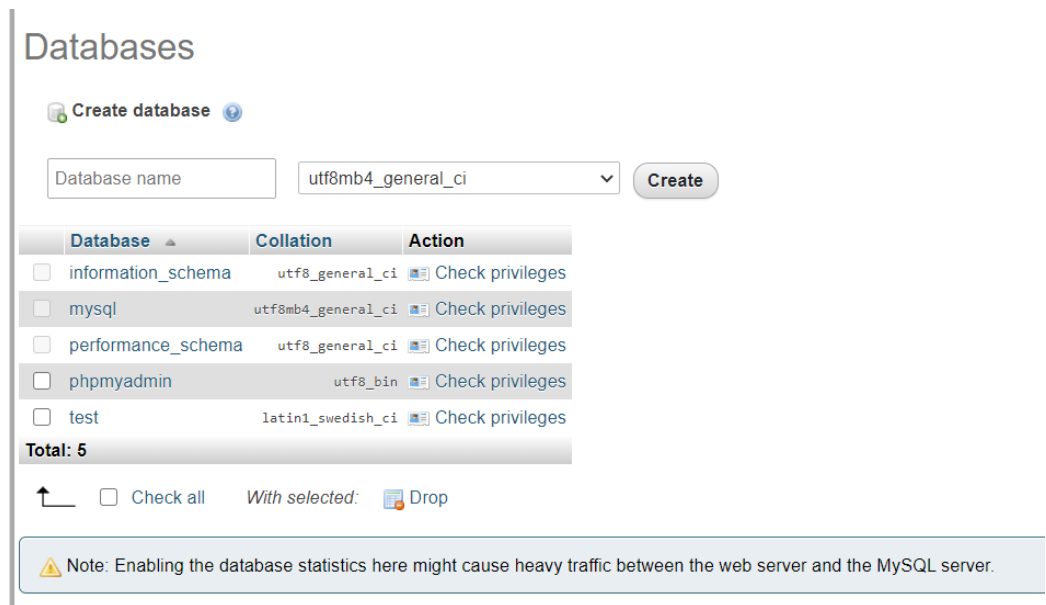 Databases
Create database
Database name utf8mb4_general_ci Create
Database Collation Action
information_schema utf8_general_ci Check privileges
mysql utf8mb4_general_ci Check privileges
performance_schema utf8_general_ci Check privileges
phpmyadmin utf8_bin Check privileges
test latin1_swedish_ci Check privileges
Total: 5
Check all With selected: Drop
Note: Enabling the database statistics here might cause heavy traffic between the web server and the MySQL server.